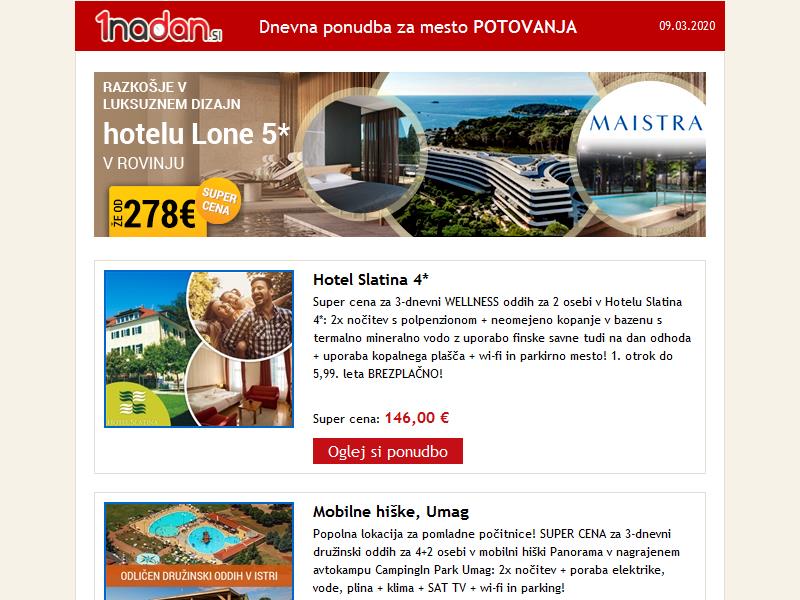 1nadan.si
Dnevna ponudba za mesto POTOVANJA
09.03.2020
RAZKOŠJE V
LUKSUZNEM DIZAJN
hotelu Lone 5*
V ROVINJU
ŽE OD 278€
SUPER
CENA
MAISTRA
Hotel Slatina 4*
Super cena za 3-dnevni WELLNESS oddih za 2 osebi v Hotelu Slatina
4*: 2x nočitev s polpenzionom + neomejeno kopanje v bazenu s
termalno mineralno vodo z uporabo finske savne tudi na dan odhoda
+ uporaba kopalnega plašča + wi-fi in parkirno mesto! 1. otrok do
5,99. leta BREZPLAČNO!
HOTEL SLATINA
Super cena: 146,00 €
Oglej si ponudbo
Mobilne hiške, Umag
Popolna lokacija za pomladne počitnice! SUPER CENA za 3-dnevni
družinski oddih za 4+2 osebi v mobilni hiški Panorama v nagrajenem
avtokampu CampingIn Park Umag: 2x nočitev + poraba elektrike,
vode, plina + klima + SAT TV + wi-fi in parking!
ODLIČEN DRUŽINSKI ODDIH V ISTRI